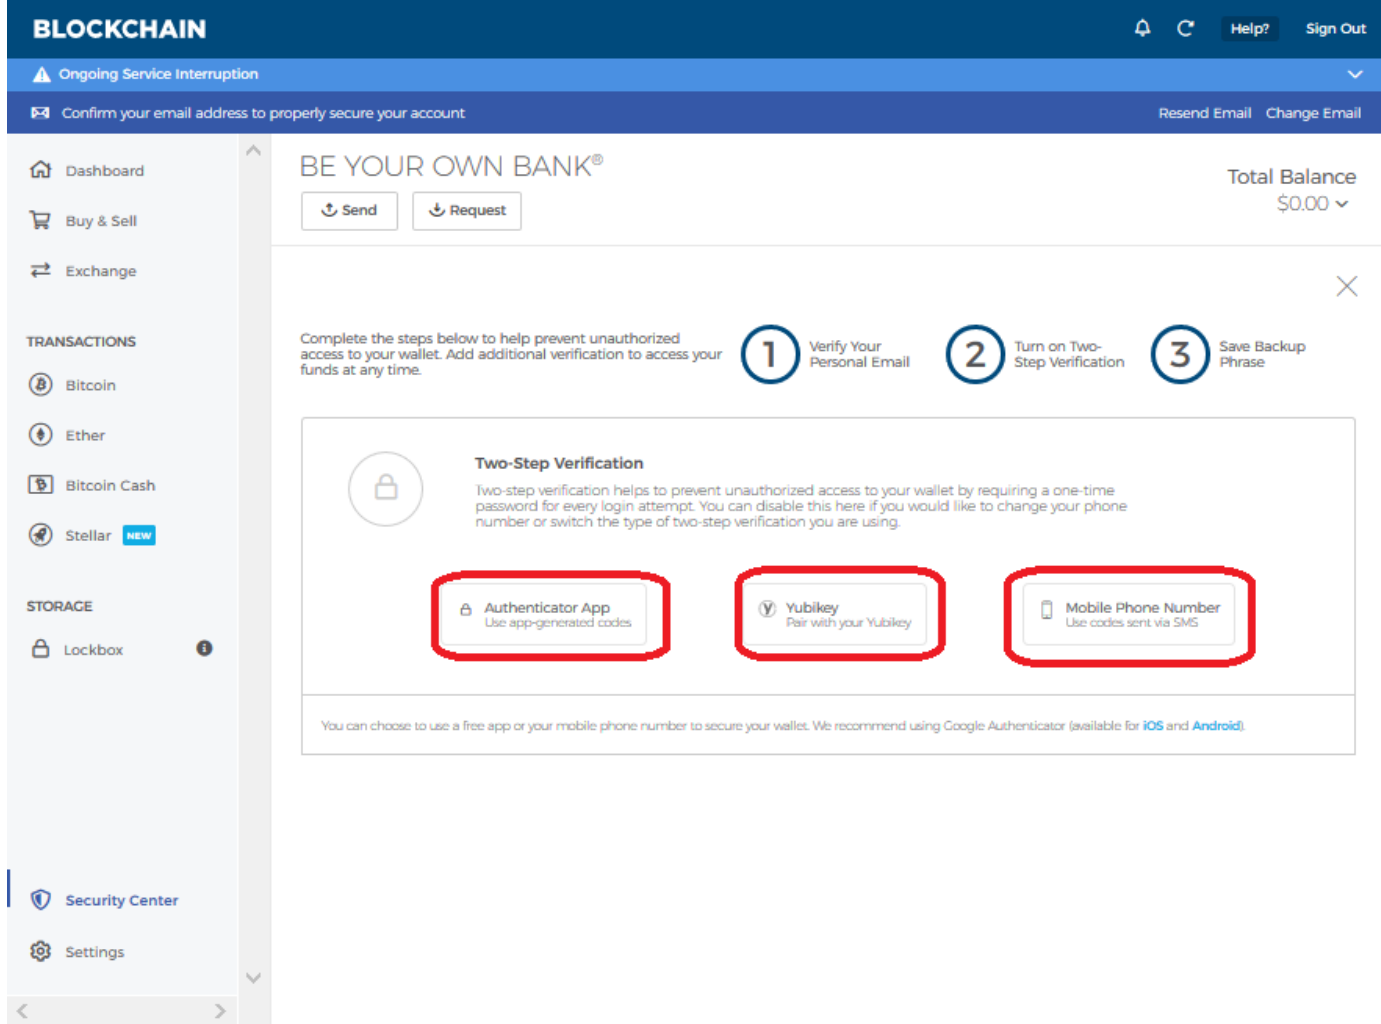 BLOCKCHAIN
Help?
Sign Out
Ongoing Service Interruption
Confirm your email address to properly secure your account
Resend Email
Change Email
Dashboard
Buy & Sell
Exchange
TRANSACTIONS
Bitcoin
Ether
Bitcoin Cash
Stellar NEW
STORAGE
Lockbox
Security Center
Settings
BE YOUR OWN BANK®
Send
Request
Total Balance
$0.00
Complete the steps below to help prevent unauthorized
access to your wallet. Add additional verification to access your
funds at any time.
1
Verify Your
Personal Email
2
Turn on Two-
Step Verification
3
Save Backup
Phrase
Two-Step Verification
Two-step verification helps to prevent unauthorized access to your wallet by requiring a one-time
password for every login attempt. You can disable this here if you would like to change your phone
number or switch the type of two-step verification you are using.
Authenticator App
Use app-generated codes
Yubikey
Pair with your Yubikey
Mobile Phone Number
Use codes sent via SMS
You can choose to use a free app or your mobile phone number to secure your wallet. We recommend using Google Authenticator (available for iOS and Android).